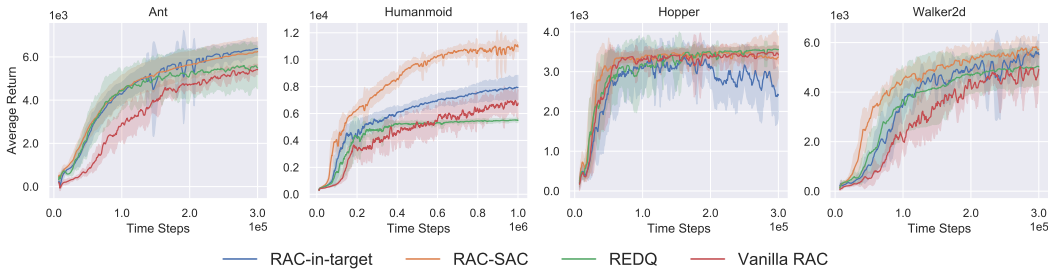 Ant Humanmoid Hopper Walker2d
1e3 1e4 1e3 1e3
Average Return
6.0
4.0
2.0
0.0
1.2
1.0
0.8
0.6
0.4
0.2
0.0
4.0
3.0
2.0
1.0
0.0
6.0
4.0
2.0
0.0
0.0 1.0 2.0 3.0
0.0 0.2 0.4 0.6 0.8 1.0
0.0 1.0 2.0 3.0
0.0 1.0 2.0 3.0
Time Steps 1e5 Time Steps 1e6 Time Steps 1e5 Time Steps 1e5
RAC-in-target RAC-SAC REDQ Vanilla RAC